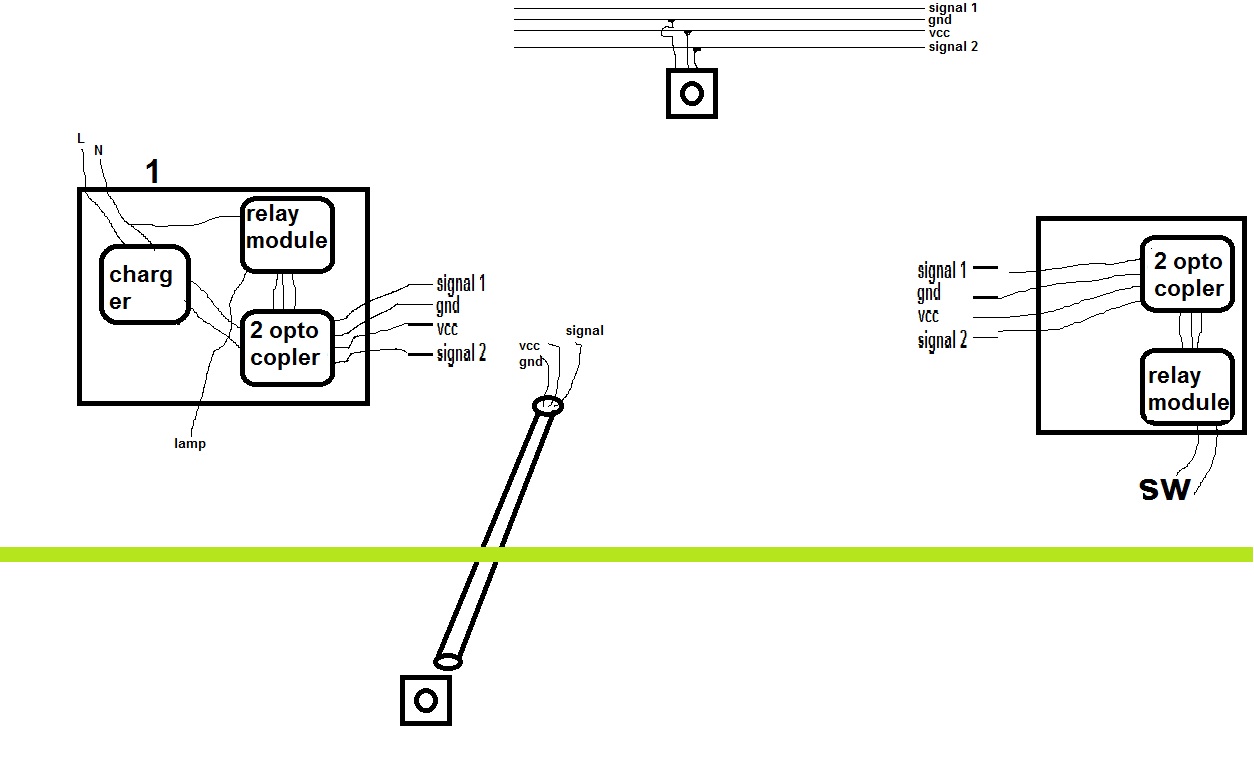 signal 1
gnd
vcc
signal 2
L
N
1
relay
module
charg
er
2 opto
copler
signal 1
gnd
vcc
signal 2
lamp
vcc
gnd
signal
signal 1
gnd
vcc
signal 2
2 opto
copler
relay
module
SW